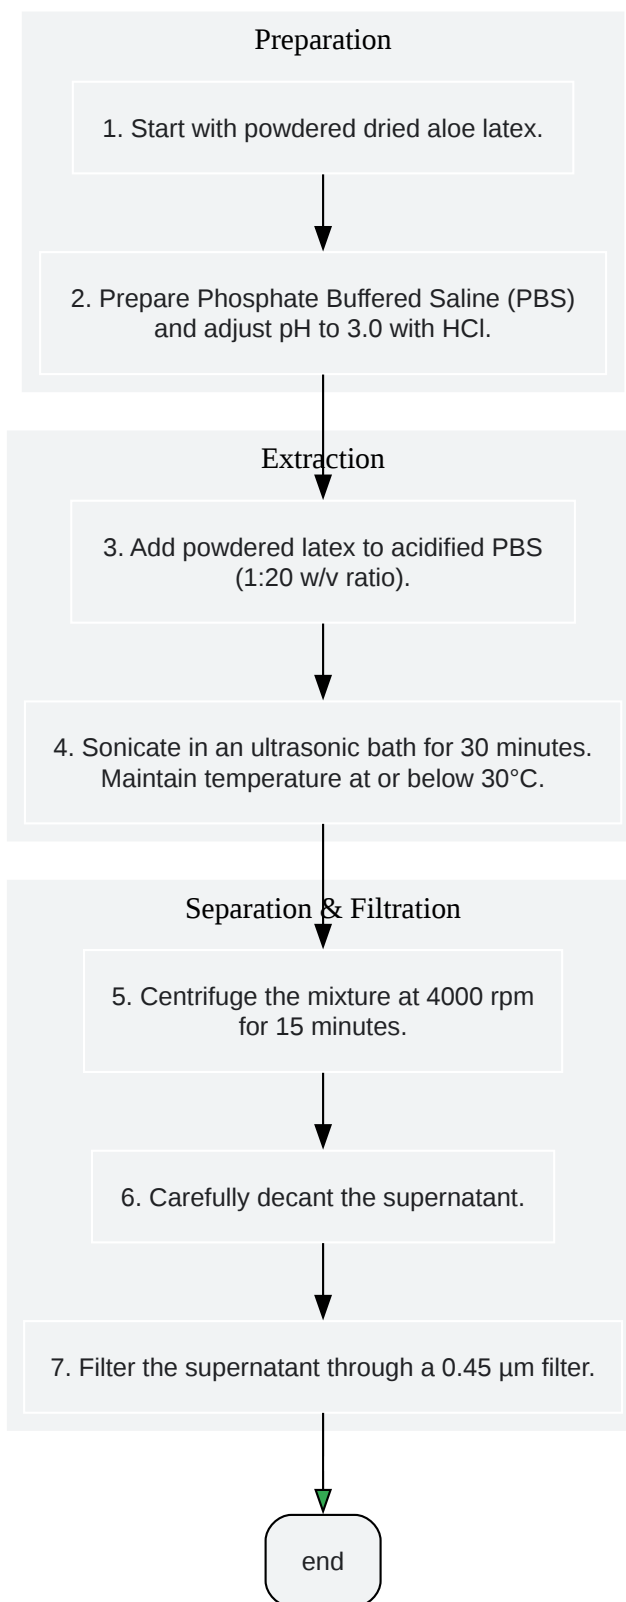 Preparation
1. Start with powdered dried aloe latex.
2. Prepare Phosphate Buffered Saline (PBS)
and adjust pH to 3.0 with HCl.
Extraction
3. Add powdered latex to acidified PBS
(1:20 w/v ratio).
4. Sonicate in an ultrasonic bath for 30 minutes.
Maintain temperature at or below 30°C.
Separation & Filtration
5. Centrifuge the mixture at 4000 rpm
for 15 minutes.
6. Carefully decant the supernatant.
7. Filter the supernatant through a 0.45 µm filter.
end